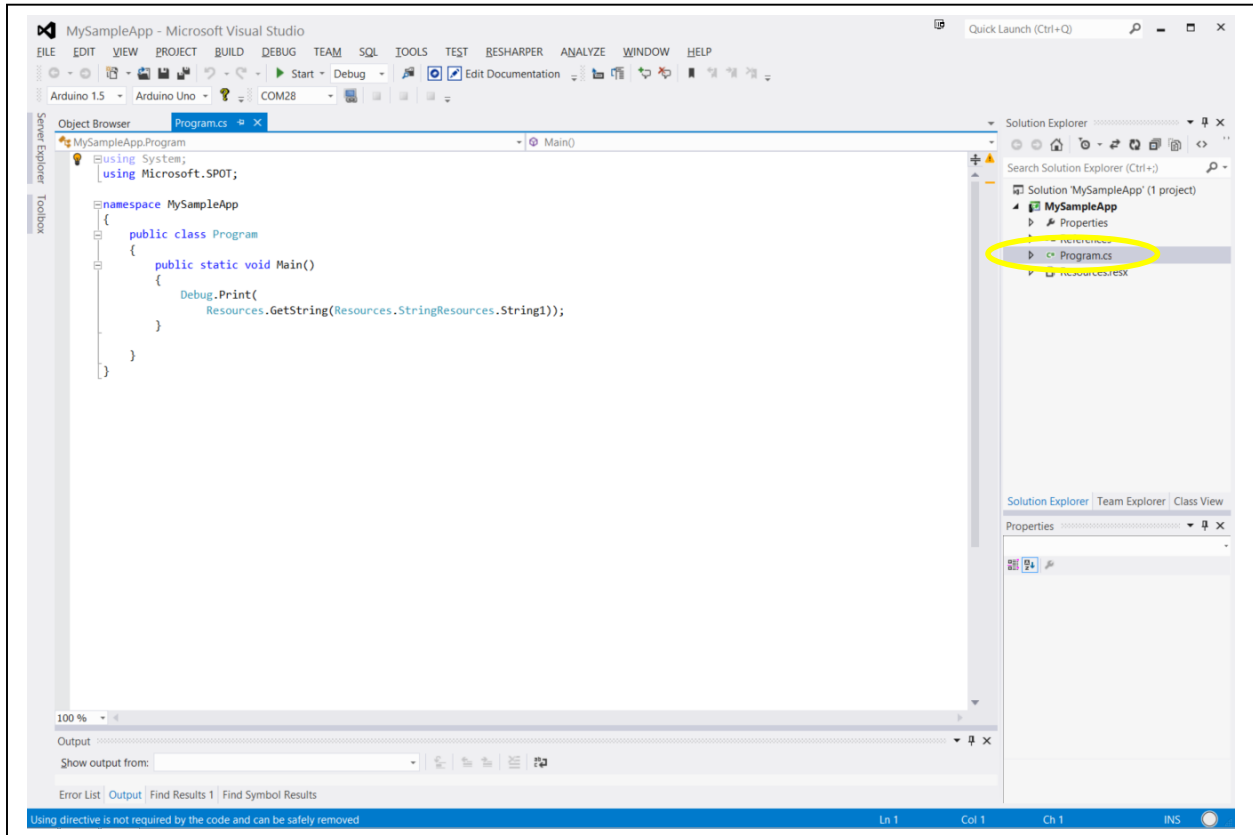 MySampleApp - Microsoft Visual Studio
Quick Launch (Ctrl+Q)
FILE EDIT VIEW PROJECT BUILD DEBUG TEAM SQL TOOLS TEST RESHARPER ANALYZE WINDOW HELP
Start Debug Edit Documentation
Arduino 1.5 Arduino Uno COM28
Server Explorer
Toolbox
Object Browser Program.cs
MySampleApp.Program Main()
using System;
using Microsoft.SPOT;
namespace MySampleApp
{
public class Program
{
public static void Main()
{
Debug.Print(
Resources.GetString(Resources.StringResources.String1));
}
}
}
100 %
Solution Explorer
Search Solution Explorer (Ctrl+;)
Solution 'MySampleApp' (1 project)
MySampleApp
Properties
References
Program.cs
Resources.resx
Solution Explorer Team Explorer Class View
Properties
Output
Show output from:
Error List Output Find Results 1 Find Symbol Results
Using directive is not required by the code and can be safely removed Ln 1 Col 1 Ch 1 INS